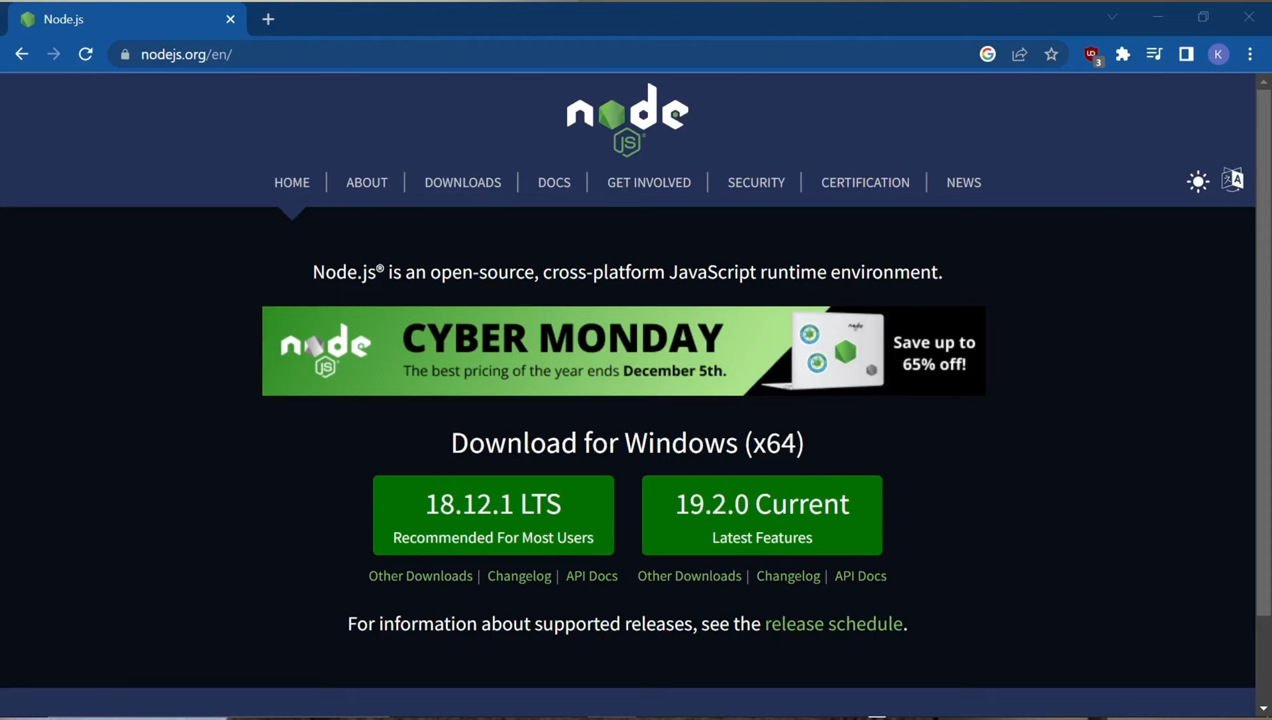 Node.js
nodejs.org/en/
3
K
node
JS
HOME
ABOUT
DOWNLOADS
DOCS
GET INVOLVED
SECURITY
CERTIFICATION
NEWS
Node.js® is an open-source, cross-platform JavaScript runtime environment.
node
JS
CYBER MONDAY
The best pricing of the year ends December 5th.
node
Save up to
65% off!
Download for Windows (x64)
18.12.1 LTS
Recommended For Most Users
19.2.0 Current
Latest Features
Other Downloads | Changelog | API Docs
Other Downloads | Changelog | API Docs
For information about supported releases, see the release schedule.